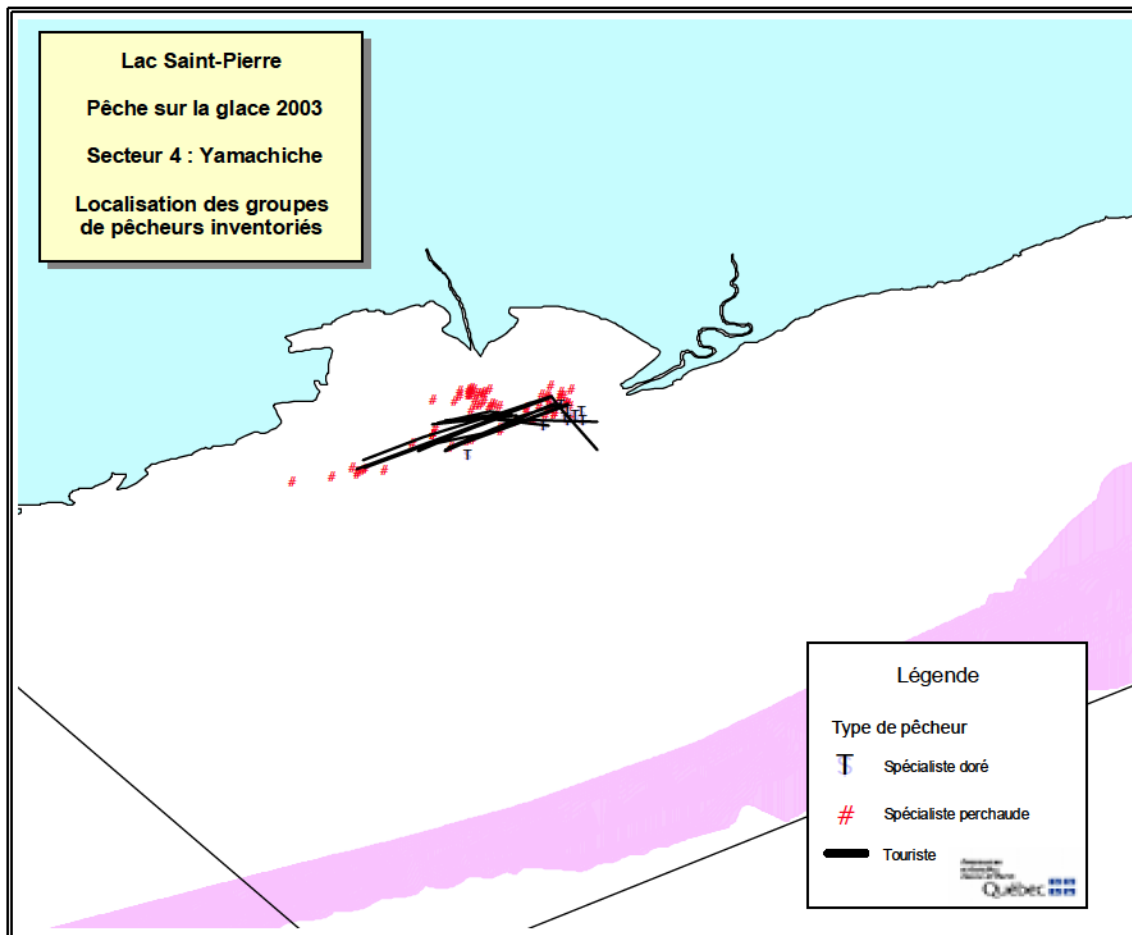 Lac Saint-Pierre
Pêche sur la glace 2003
Secteur 4 : Yamachiche
Localisation des groupes
de pêcheurs inventoriés
Légende
Type de pêcheur
Spécialiste doré
# Spécialiste perchaude
Touriste
Québec